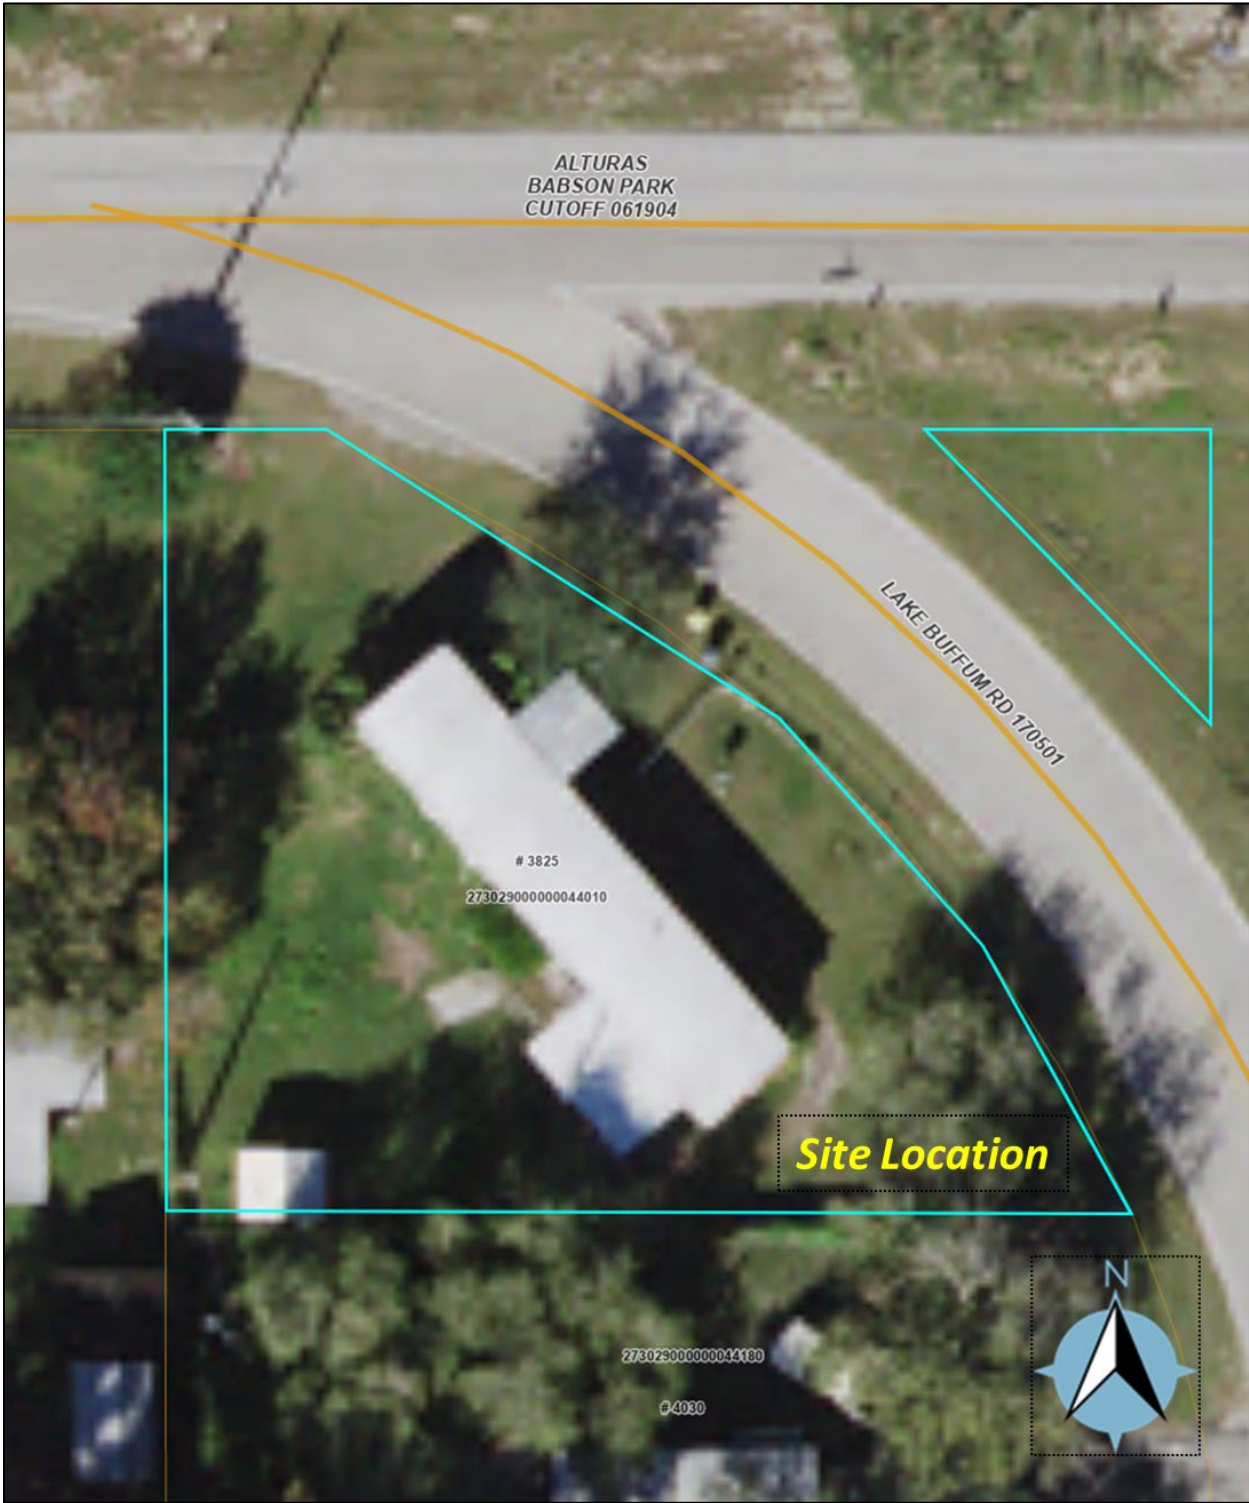 ALTURAS
BABSON PARK
CUTOFF 061904
LAKE BUFFUM RD 170501
# 3825
273029000000044010
Site Location
N
273029000000044180
# 4030